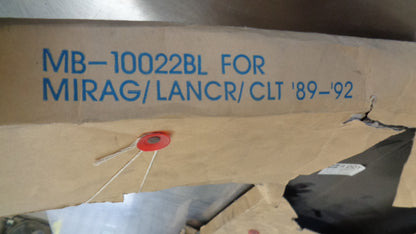 MB-10022BL FOR
MIRAG/LANCR/CLT '89-'92